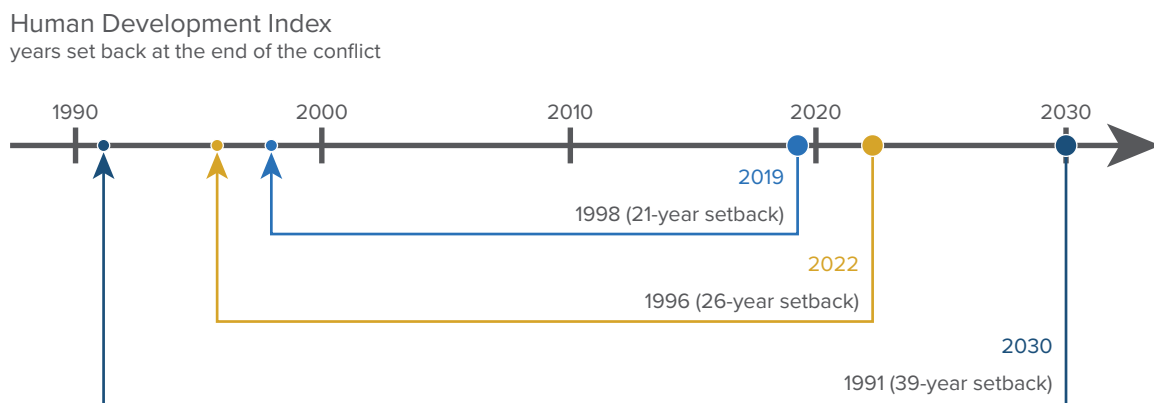 Human Development Index
years set back at the end of the conflict
1990 2000 2010 2020 2030
2019
1998 (21-year setback)
2022
1996 (26-year setback)
2030
1991 (39-year setback)